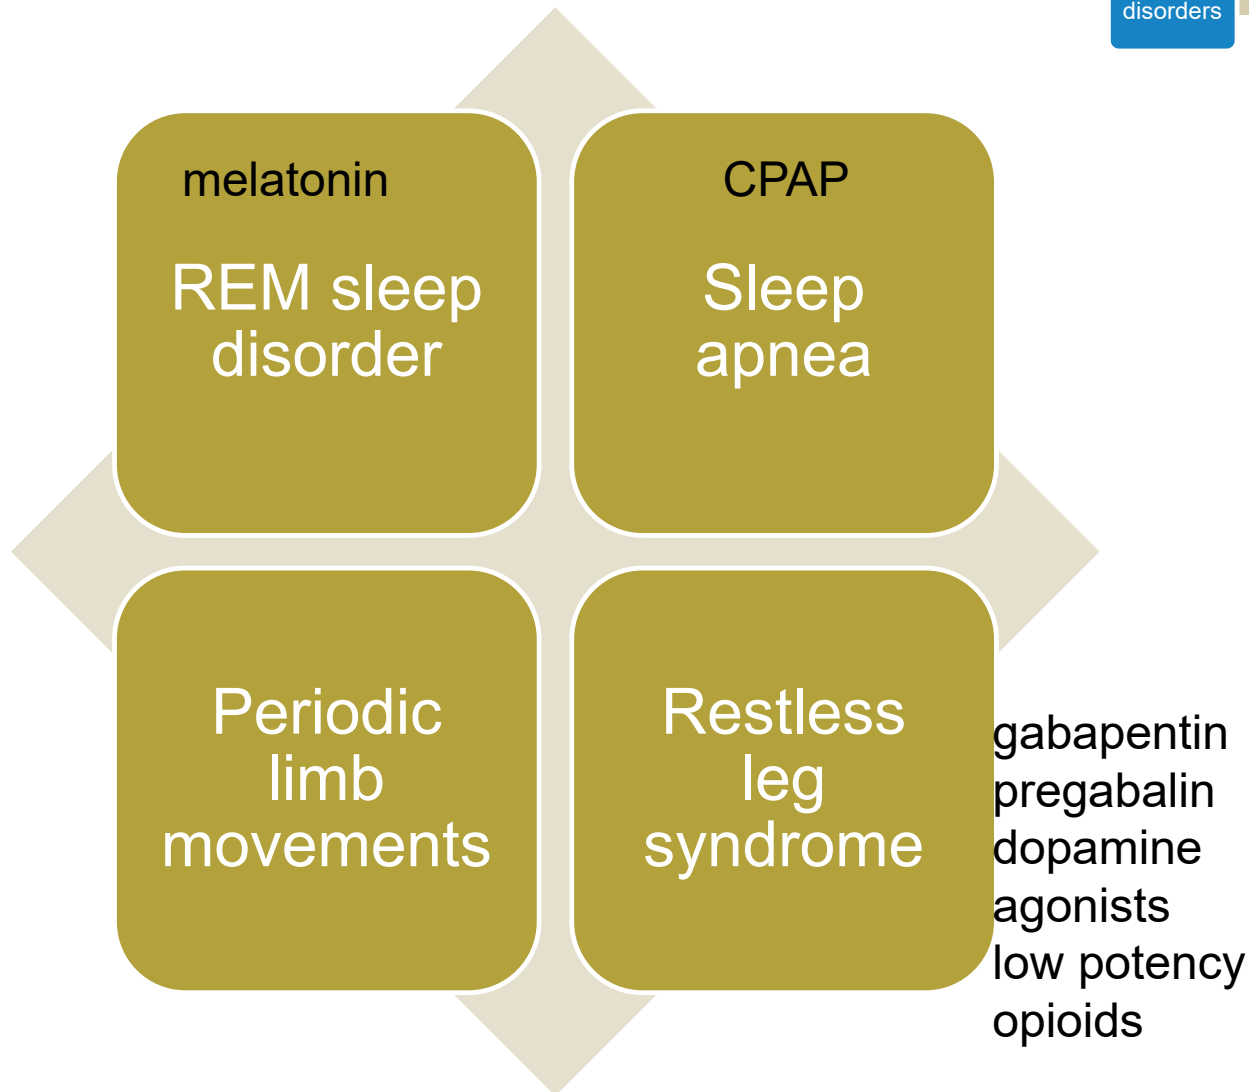 disorders
melatonin
REM sleep
disorder
CPAP
Sleep
apnea
Periodic
limb
movements
Restless
leg
syndrome
gabapentin
pregabalin
dopamine
agonists
low potency
opioids